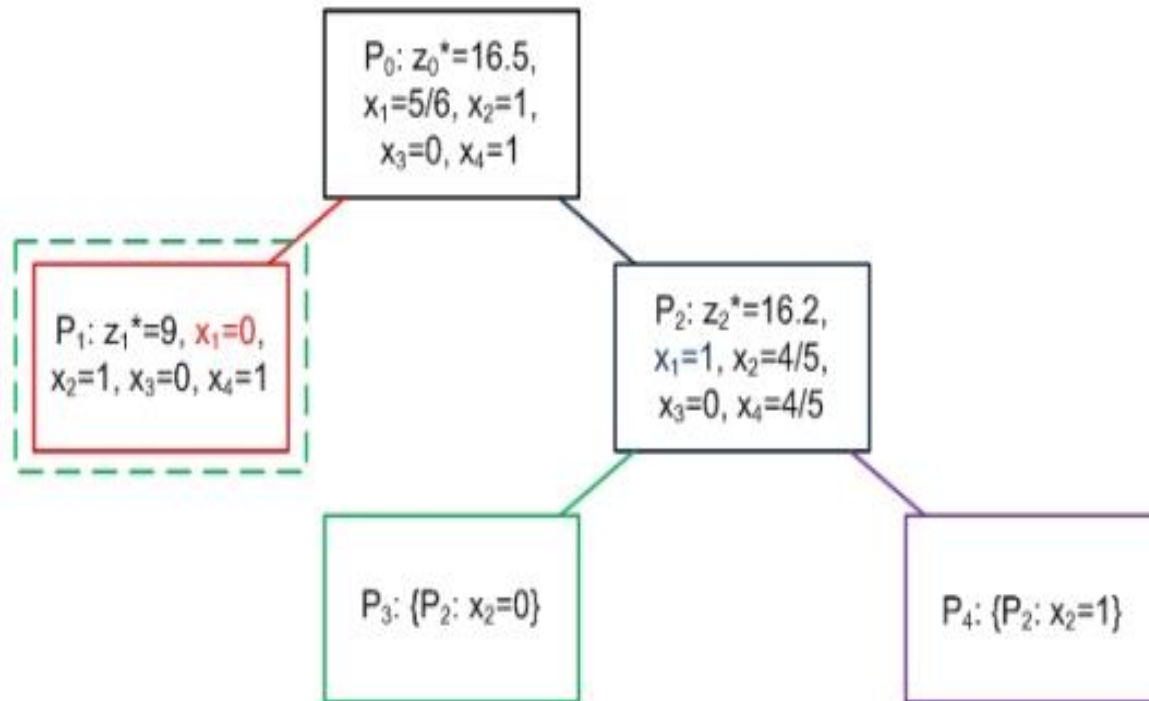 P₀: z₀*=16.5,
x₁=5/6, x₂=1,
x₃=0, x₄=1
P₁: z₁*=9, x₁=0,
x₂=1, x₃=0, x₄=1
P₂: z₂*=16.2,
x₁=1, x₂=4/5,
x₃=0, x₄=4/5
P₃: {P₂: x₂=0}
P₄: {P₂: x₂=1}